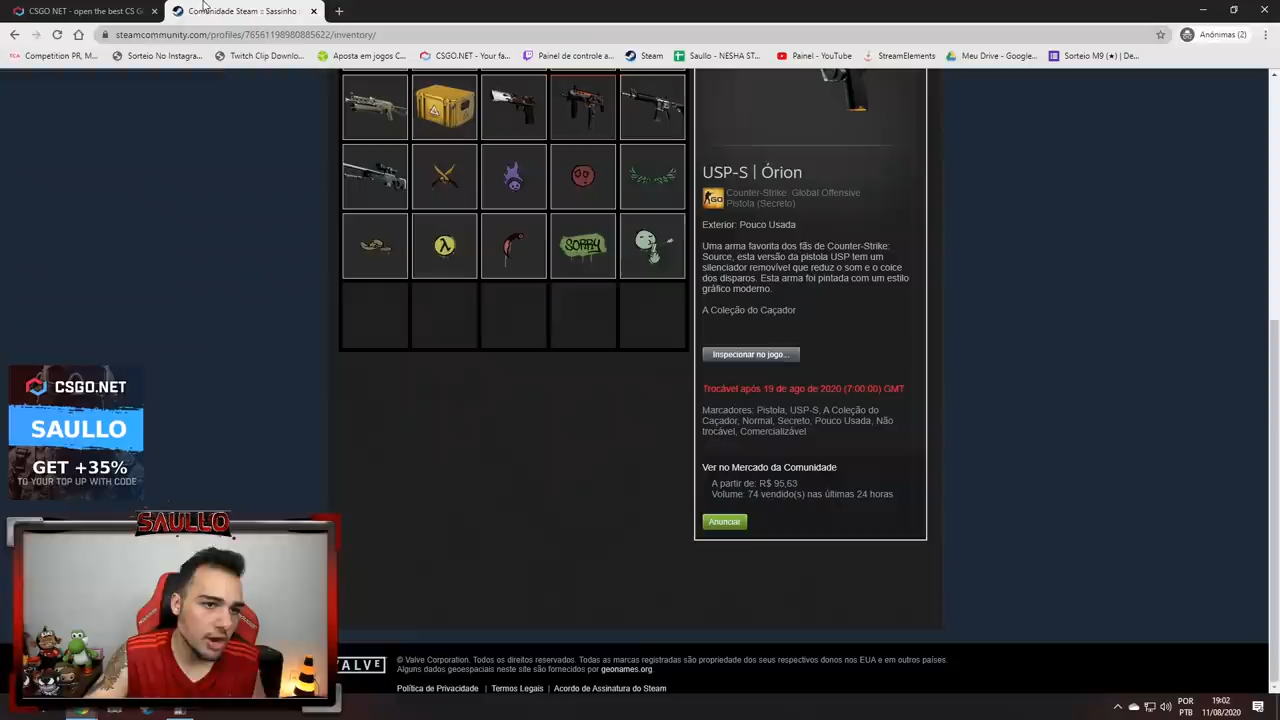 CSGO NET - open the best CS G
Comunidade Steam :: Sassinho
steamcommunity.com/profiles/76561198980885622/inventory/
Anônimas (2)
Competition PR, M...
Sorteio No Instagra...
Twitch Clip Downlo...
Aposta em jogos C...
CSGO.NET - Your fa...
Painel de controle a...
Steam
Saullo - NESHA ST...
Painel - YouTube
StreamElements
Meu Drive - Google...
Sorteio M9 (★) | De...
SORRY
USP-S | Órion
GO
Counter-Strike: Global Offensive
Pistola (Secreto)
Exterior: Pouco Usada
Uma arma favorita dos fãs de Counter-Strike:
Source, esta versão da pistola USP tem um
silenciador removível que reduz o som e o coice
dos disparos. Esta arma foi pintada com um estilo
gráfico moderno.
A Coleção do Caçador
Inspecionar no jogo...
Trocável após 19 de ago de 2020 (7:00:00) GMT
Marcadores: Pistola, USP-S, A Coleção do
Caçador, Normal, Secreto, Pouco Usada, Não
trocável, Comercializável
Ver no Mercado da Comunidade
A partir de: R$ 95,63
Volume: 74 vendido(s) nas últimas 24 horas
Anunciar
CSGO.NET
SAULLO
GET +35%
TO YOUR TOP UP WITH CODE
SAULLO
VALVE
© Valve Corporation. Todos os direitos reservados. Todas as marcas registradas são propriedade dos seus respectivos donos nos EUA e em outros países.
Alguns dados geoespaciais neste site são fornecidos por geonames.org.
Política de Privacidade | Termos Legais | Acordo de Assinatura do Steam
POR
PTB
19:02
11/08/2020